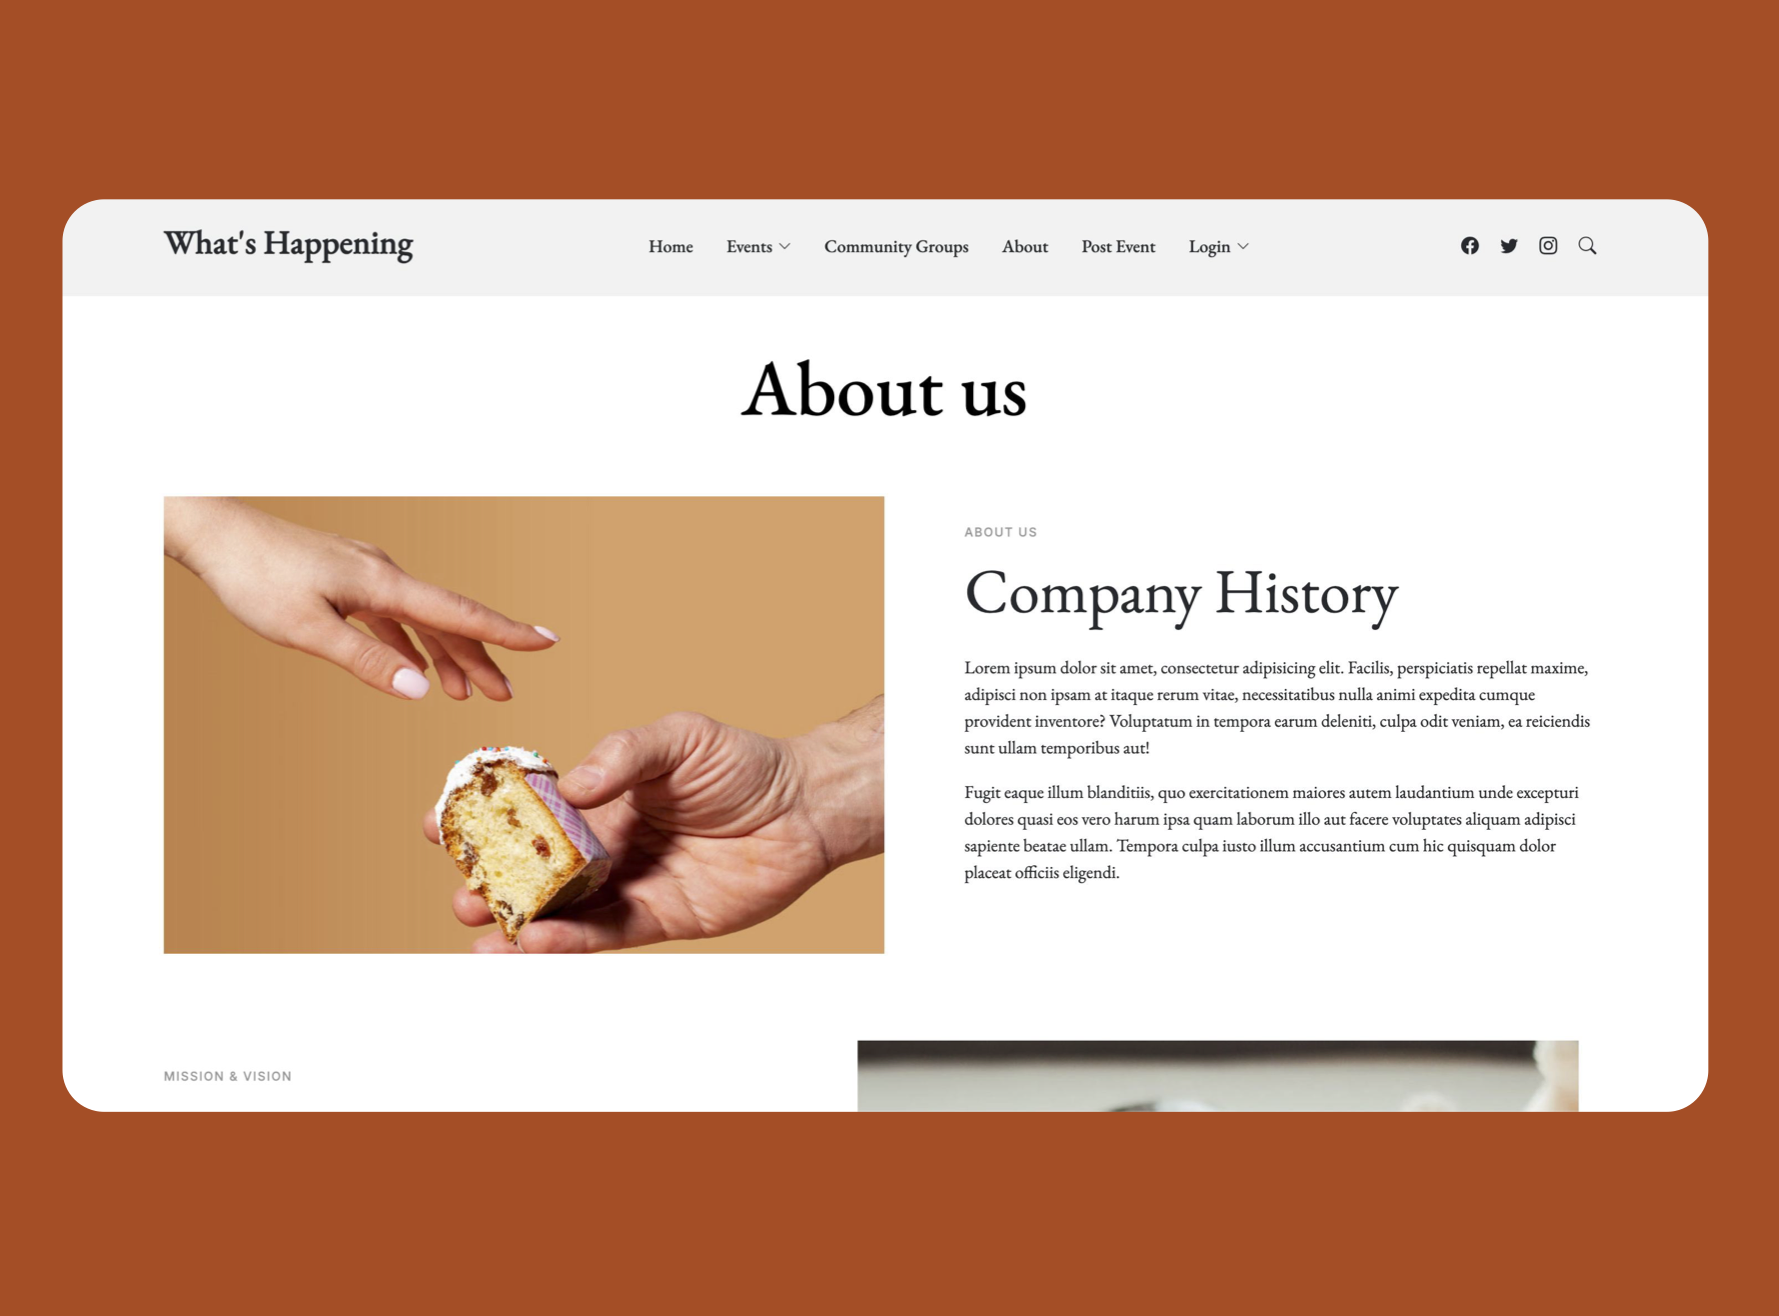 What's Happening
Home Events Community Groups About Post Event Login
About us
ABOUT US
Company History
Lorem ipsum dolor sit amet, consectetur adipisicing elit. Facilis, perspiciatis repellat maxime,
adipisci non ipsam at itaque rerum vitae, necessitatibus nulla animi expedita cumque
provident inventore? Voluptatum in tempora earum deleniti, culpa odit veniam, ea reiciendis
sunt ullam temporibus aut!
Fugit eaque illum blanditiis, quo exercitationem maiores autem laudantium unde excepturi
dolores quasi eos vero harum ipsa quam laborum illo aut facere voluptates aliquam adipisci
sapiente beatae ullam. Tempora culpa iusto illum accusantium cum hic quisquam dolor
placeat officiis eligendi.
MISSION & VISION